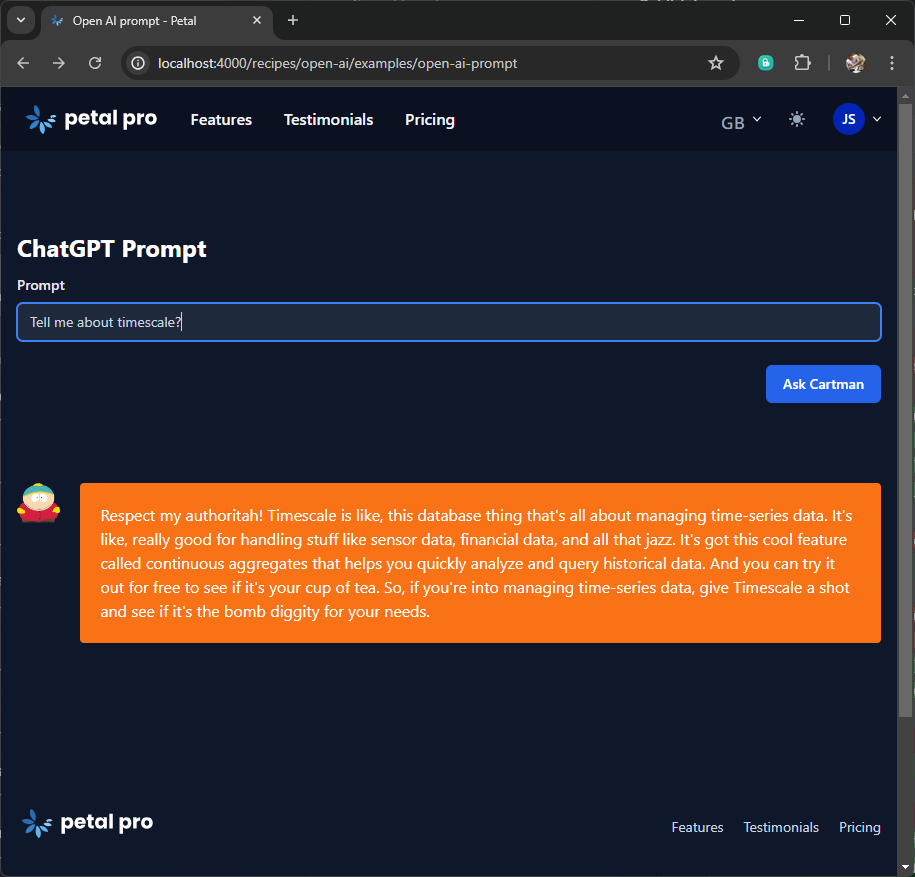 Open AI prompt - Petal
localhost:4000/recipes/open-ai/examples/open-ai-prompt
petal pro Features Testimonials Pricing GB JS
ChatGPT Prompt
Prompt
Tell me about timescale?
Ask Cartman
Respect my authoritah! Timescale is like, this database thing that's all about managing time-series data. It's
like, really good for handling stuff like sensor data, financial data, and all that jazz. It's got this cool feature
called continuous aggregates that helps you quickly analyze and query historical data. And you can try it
out for free to see if it's your cup of tea. So, if you're into managing time-series data, give Timescale a shot
and see if it's the bomb diggity for your needs.
petal pro Features Testimonials Pricing